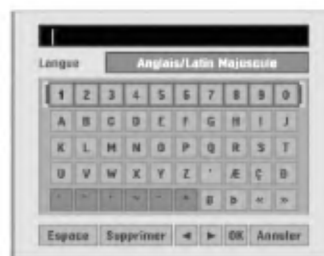 Langue Anglais/Latin Majuscule
1 2 3 4 5 6 7 8 9 0
A B C D E F G H I J
K L M N O P Q R S T
U V W X Y Z ' Æ Ç
« »
Espace Supprimer ◄ ► OK Annuler